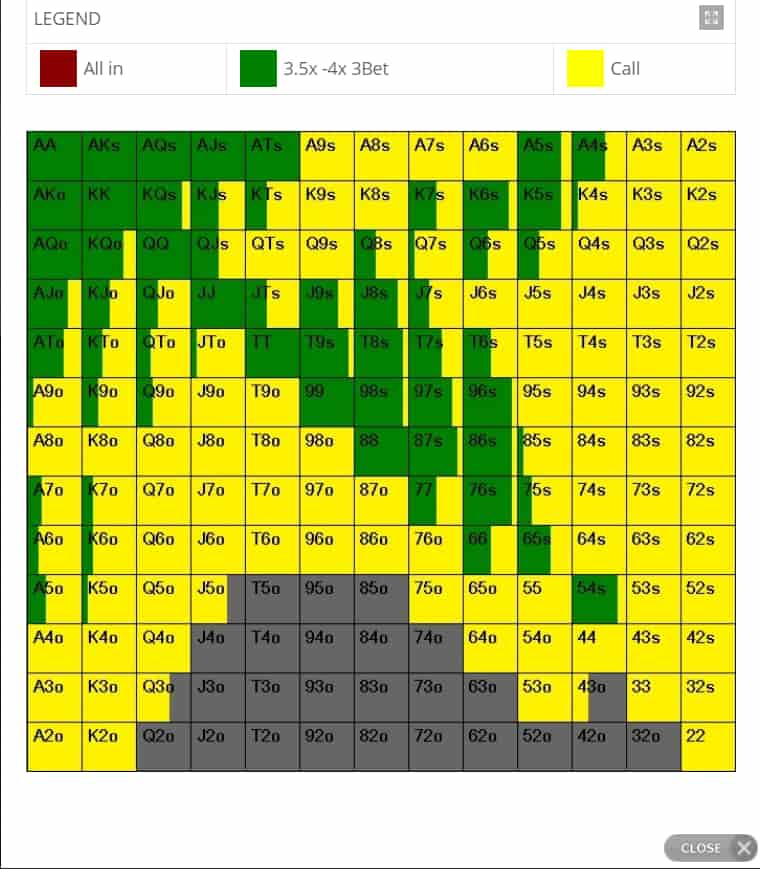 LEGEND
All in 3.5x -4x 3Bet Call
AA AKs AQs AJs ATs A9s A8s A7s A6s A5s A4s A3s A2s
AKo KK KQs KJs KTs K9s K8s K7s K6s K5s K4s K3s K2s
AQo KQo QQ QJs QTs Q9s Q8s Q7s Q6s Q5s Q4s Q3s Q2s
AJo KJo QJo JJ JTs J9s J8s J7s J6s J5s J4s J3s J2s
ATo KTo QTo JTo TT T9s T8s T7s T6s T5s T4s T3s T2s
A9o K9o Q9o J9o T9o 99 98s 97s 96s 95s 94s 93s 92s
A8o K8o Q8o J8o T8o 98o 88 87s 86s 85s 84s 83s 82s
A7o K7o Q7o J7o T7o 97o 87o 77 76s 75s 74s 73s 72s
A6o K6o Q6o J6o T6o 96o 86o 76o 66 65s 64s 63s 62s
A5o K5o Q5o J5o T5o 95o 85o 75o 65o 55 54s 53s 52s
A4o K4o Q4o J4o T4o 94o 84o 74o 64o 54o 44 43s 42s
A3o K3o Q3o J3o T3o 93o 83o 73o 63o 53o 43o 33 32s
A2o K2o Q2o J2o T2o 92o 82o 72o 62o 52o 42o 32o 22
CLOSE